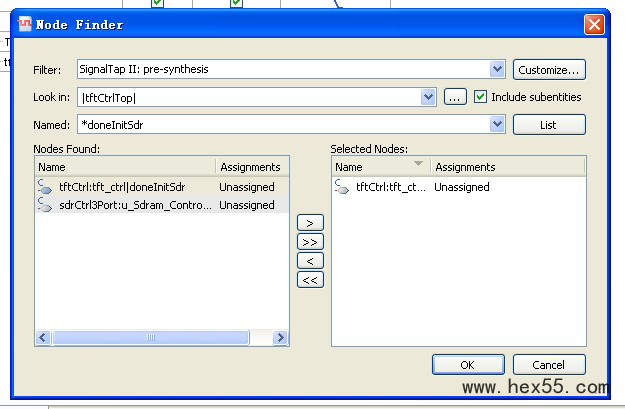 Node Finder
Filter: SignalTap II: pre-synthesis Customize...
Look in: |tftCtrlTop| ... Include subentities
Named: *doneInitSdr List
Nodes Found: Selected Nodes:
Name Assignments Name Assignments
tftCtrl:tft_ctrl|doneInitSdr Unassigned tftCtrl:tft_ct... Unassigned
sdrCtrl3Port:u_Sdram_Contro... Unassigned
>
>>
<
<<
OK Cancel
www.hex55.com